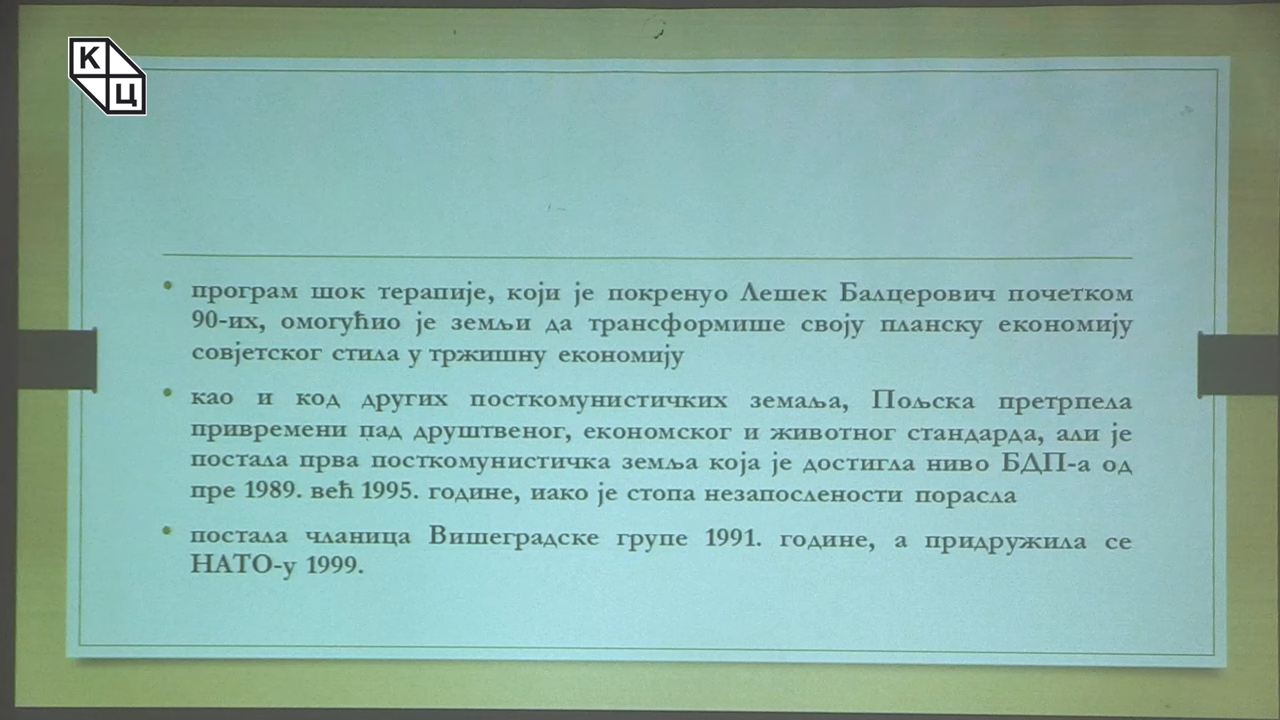 К
Ц
• програм шок терапије, који је покренуо Лешек Балцерович почетком
90-их, омогућио је земљи да трансформише своју планску економију
совјетског стила у тржишну економију
• као и код других посткомунистичких земаља, Пољска претрпела
привремени пад друштвеног, економског и животног стандарда, али је
постала прва посткомунистичка земља која је достигла ниво БДП-а од
пре 1989. већ 1995. године, иако је стопа незапослености порасла
• постала чланица Вишеградске групе 1991. године, а придружила се
НАТО-у 1999.